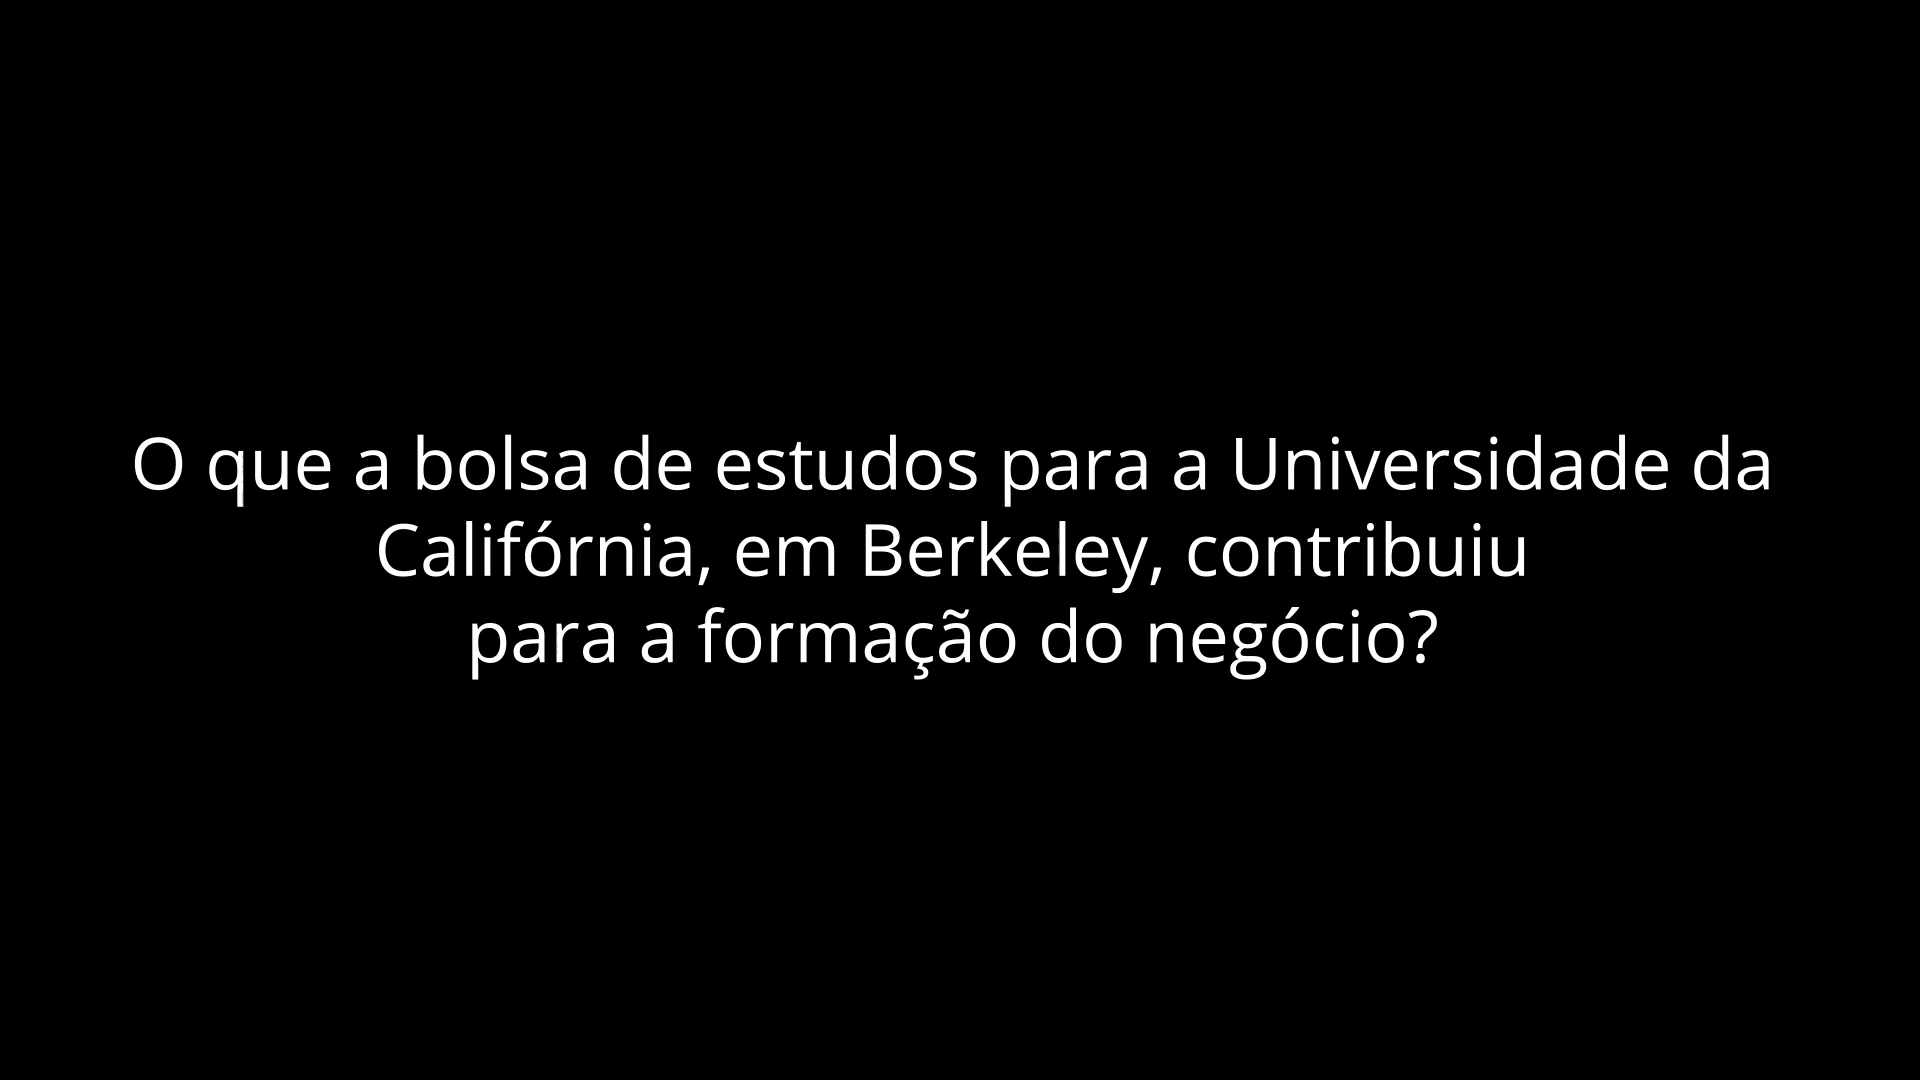 O que a bolsa de estudos para a Universidade da
Califórnia, em Berkeley, contribuiu
para a formação do negócio?